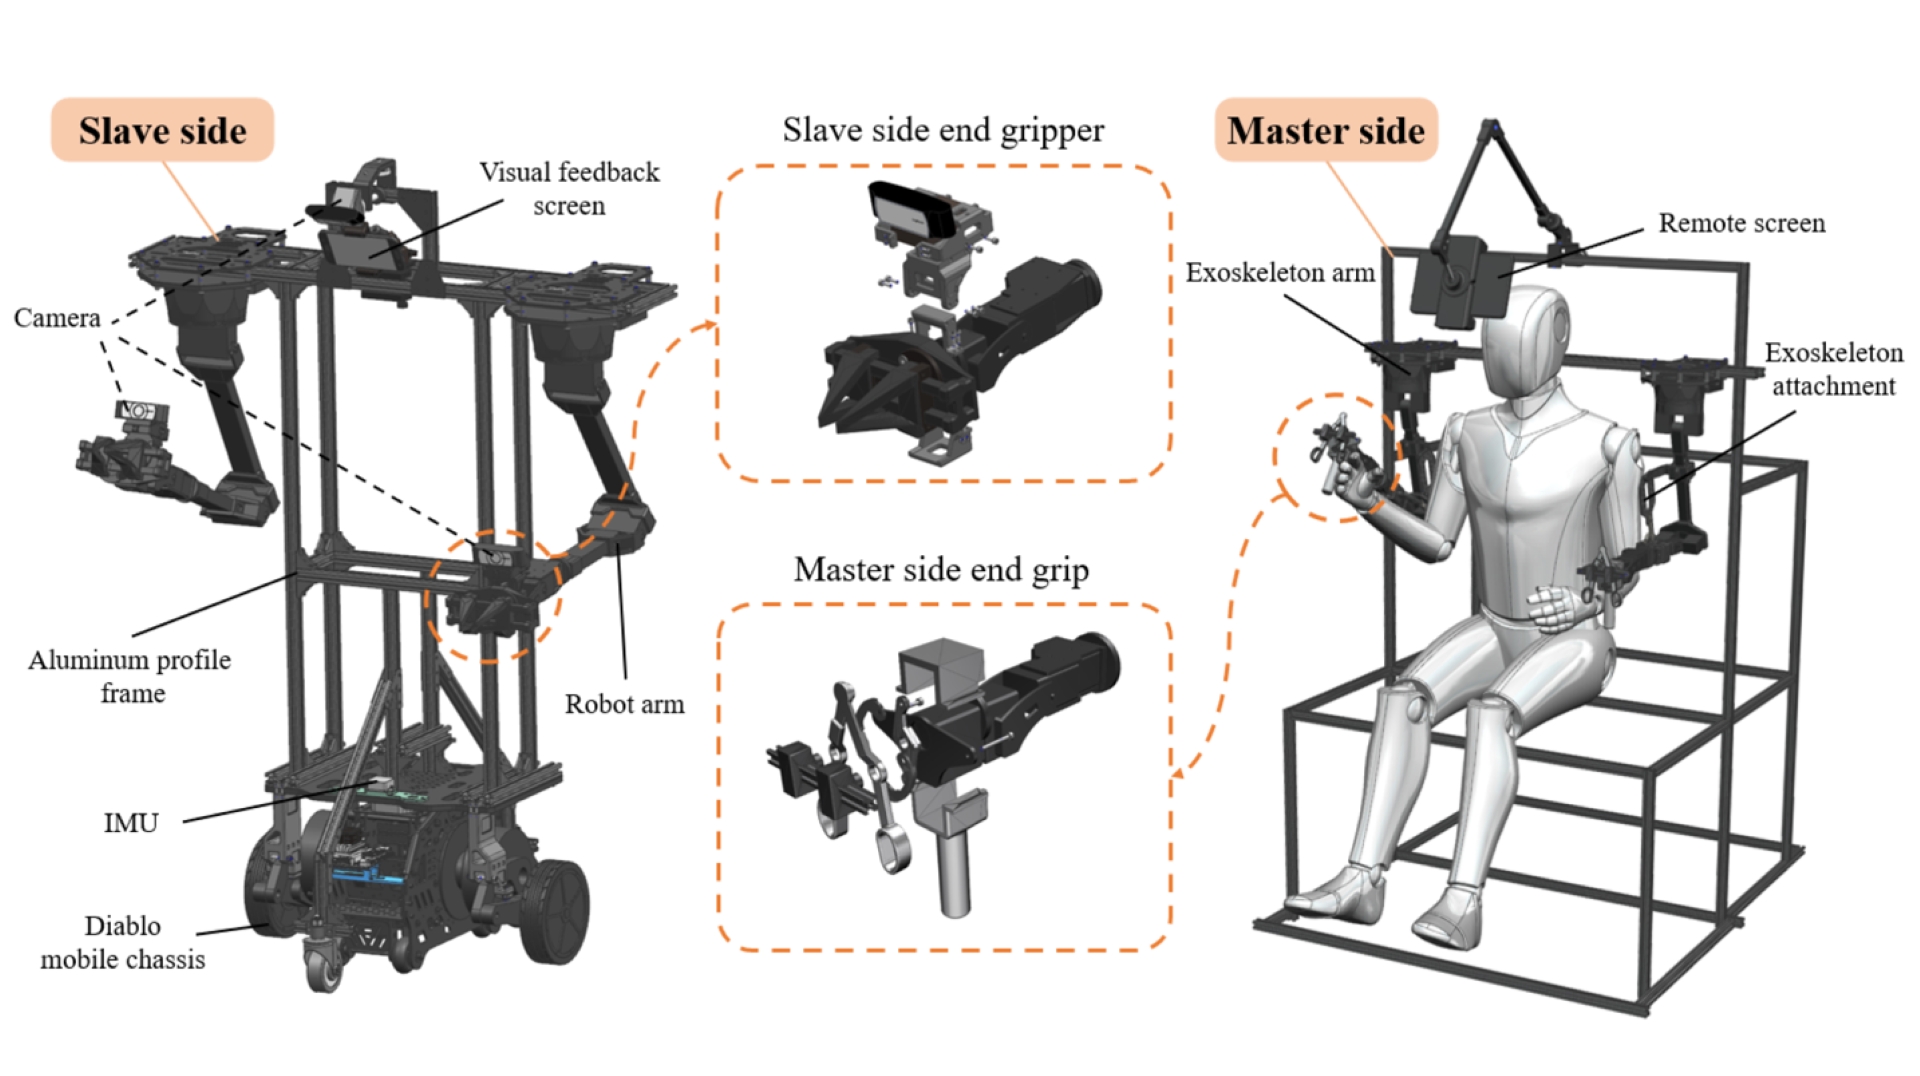 Slave side
Visual feedback
screen
Camera
Aluminum profile
frame
Robot arm
IMU
Diablo
mobile chassis
Slave side end gripper
Master side end grip
Master side
Remote screen
Exoskeleton arm
Exoskeleton
attachment